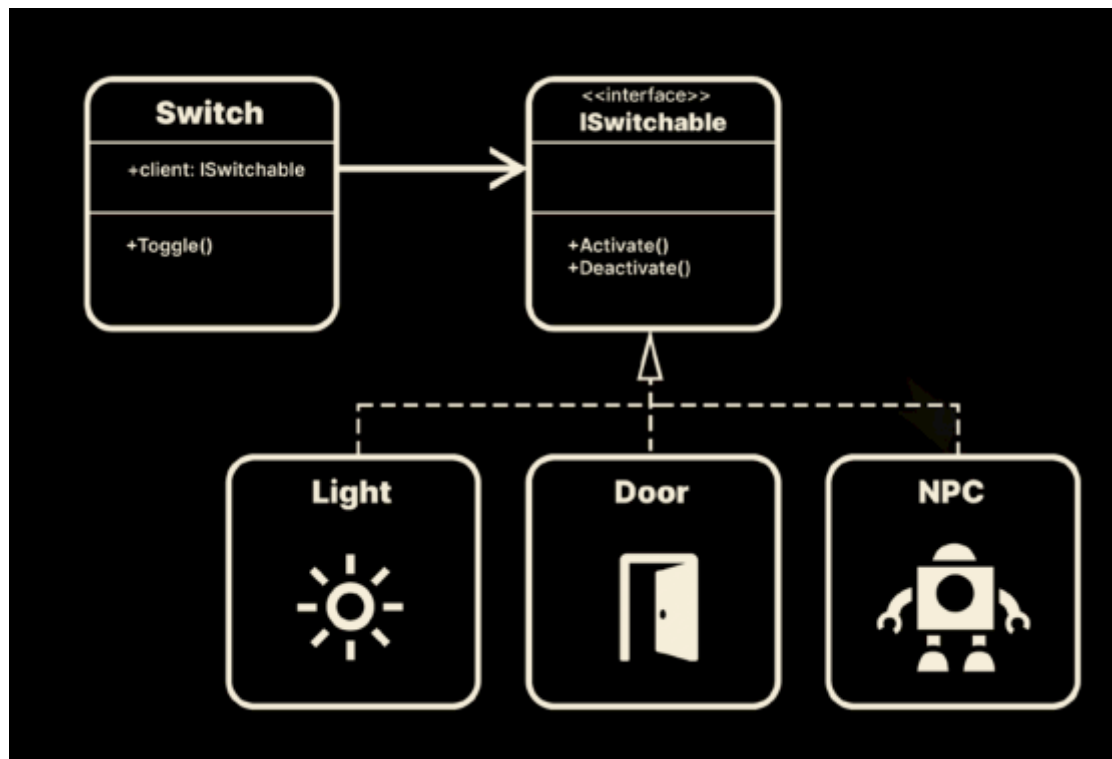 Switch
+client: ISwitchable
+Toggle()
<<interface>>
ISwitchable
+Activate()
+Deactivate()
Light
Door
NPC